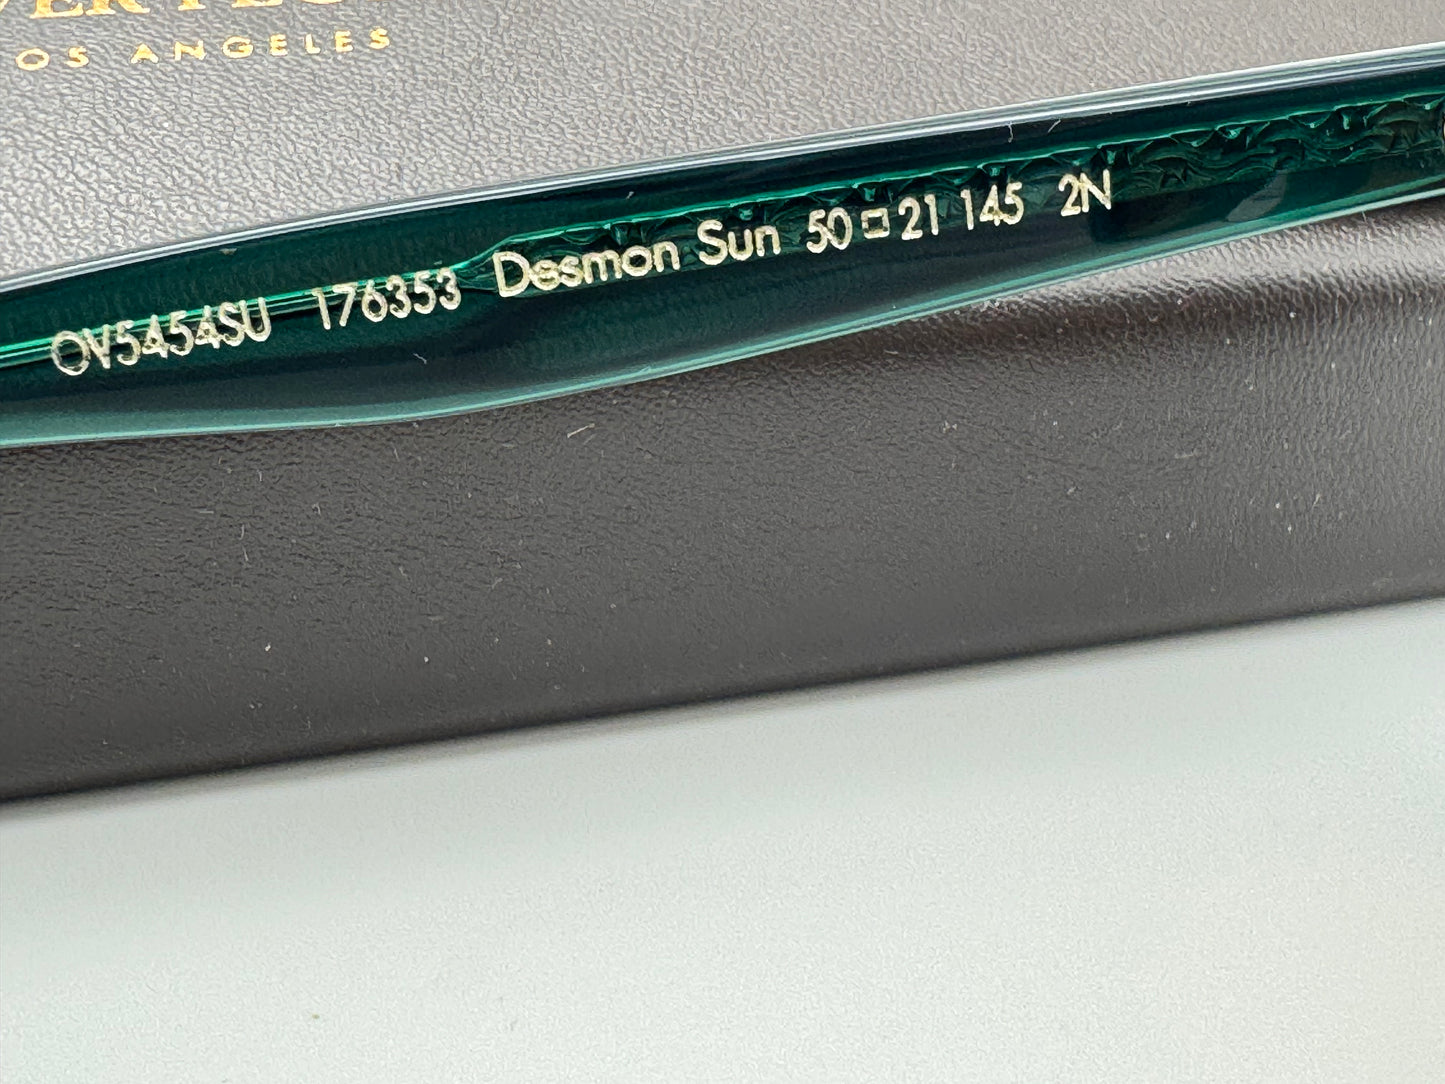 OS ANGELES
OV5454SU 176353 Desmon Sun 50□21 145 2N